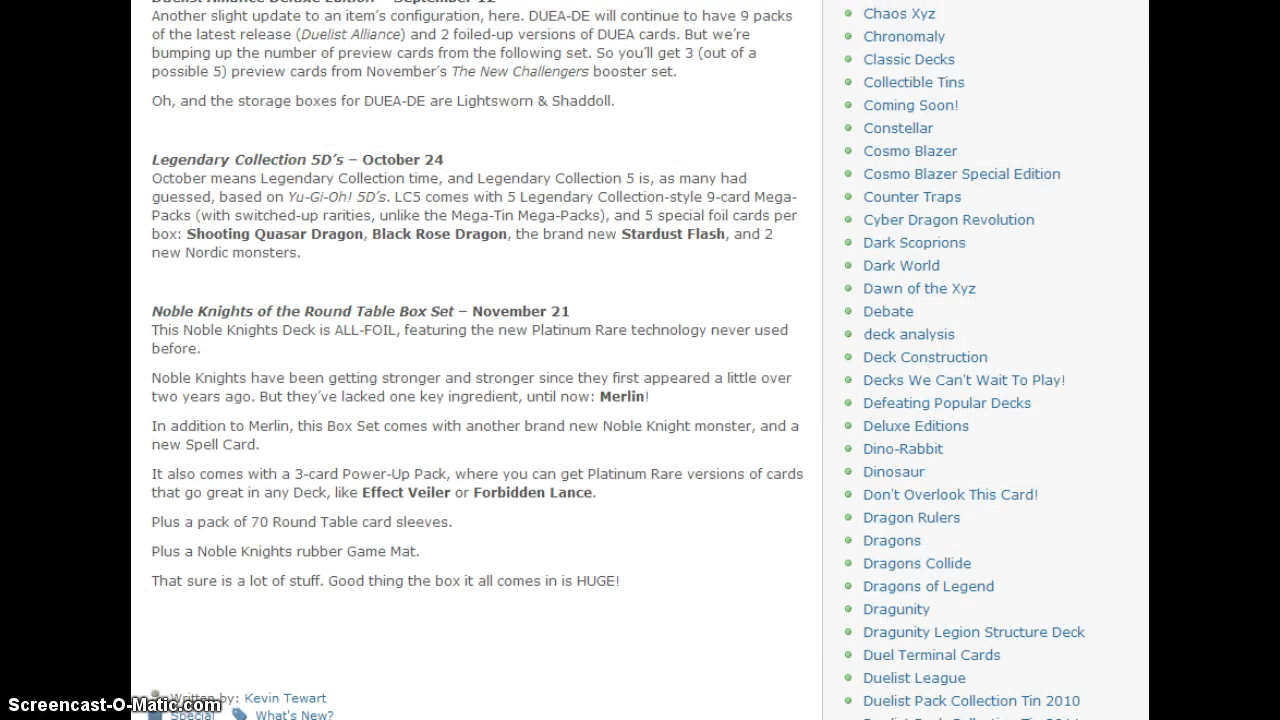 Duelist Alliance Deluxe Edition – September 12
Another slight update to an item's configuration, here. DUEA-DE will continue to have 9 packs
of the latest release (Duelist Alliance) and 2 foiled-up versions of DUEA cards. But we're
bumping up the number of preview cards from the following set. So you'll get 3 (out of a
possible 5) preview cards from November's The New Challengers booster set.
Oh, and the storage boxes for DUEA-DE are Lightsworn & Shaddoll.
Legendary Collection 5D's – October 24
October means Legendary Collection time, and Legendary Collection 5 is, as many had
guessed, based on Yu-Gi-Oh! 5D's. LC5 comes with 5 Legendary Collection-style 9-card Mega-
Packs (with switched-up rarities, unlike the Mega-Tin Mega-Packs), and 5 special foil cards per
box: Shooting Quasar Dragon, Black Rose Dragon, the brand new Stardust Flash, and 2
new Nordic monsters.
Noble Knights of the Round Table Box Set – November 21
This Noble Knights Deck is ALL-FOIL, featuring the new Platinum Rare technology never used
before.
Noble Knights have been getting stronger and stronger since they first appeared a little over
two years ago. But they've lacked one key ingredient, until now: Merlin!
In addition to Merlin, this Box Set comes with another brand new Noble Knight monster, and a
new Spell Card.
It also comes with a 3-card Power-Up Pack, where you can get Platinum Rare versions of cards
that go great in any Deck, like Effect Veiler or Forbidden Lance.
Plus a pack of 70 Round Table card sleeves.
Plus a Noble Knights rubber Game Mat.
That sure is a lot of stuff. Good thing the box it all comes in is HUGE!
Written by: Kevin Tewart
Special What's New?
Chaos Xyz
Chronomaly
Classic Decks
Collectible Tins
Coming Soon!
Constellar
Cosmo Blazer
Cosmo Blazer Special Edition
Counter Traps
Cyber Dragon Revolution
Dark Scoprions
Dark World
Dawn of the Xyz
Debate
deck analysis
Deck Construction
Decks We Can't Wait To Play!
Defeating Popular Decks
Deluxe Editions
Dino-Rabbit
Dinosaur
Don't Overlook This Card!
Dragon Rulers
Dragons
Dragons Collide
Dragons of Legend
Dragunity
Dragunity Legion Structure Deck
Duel Terminal Cards
Duelist League
Duelist Pack Collection Tin 2010
Screencast-O-Matic.com